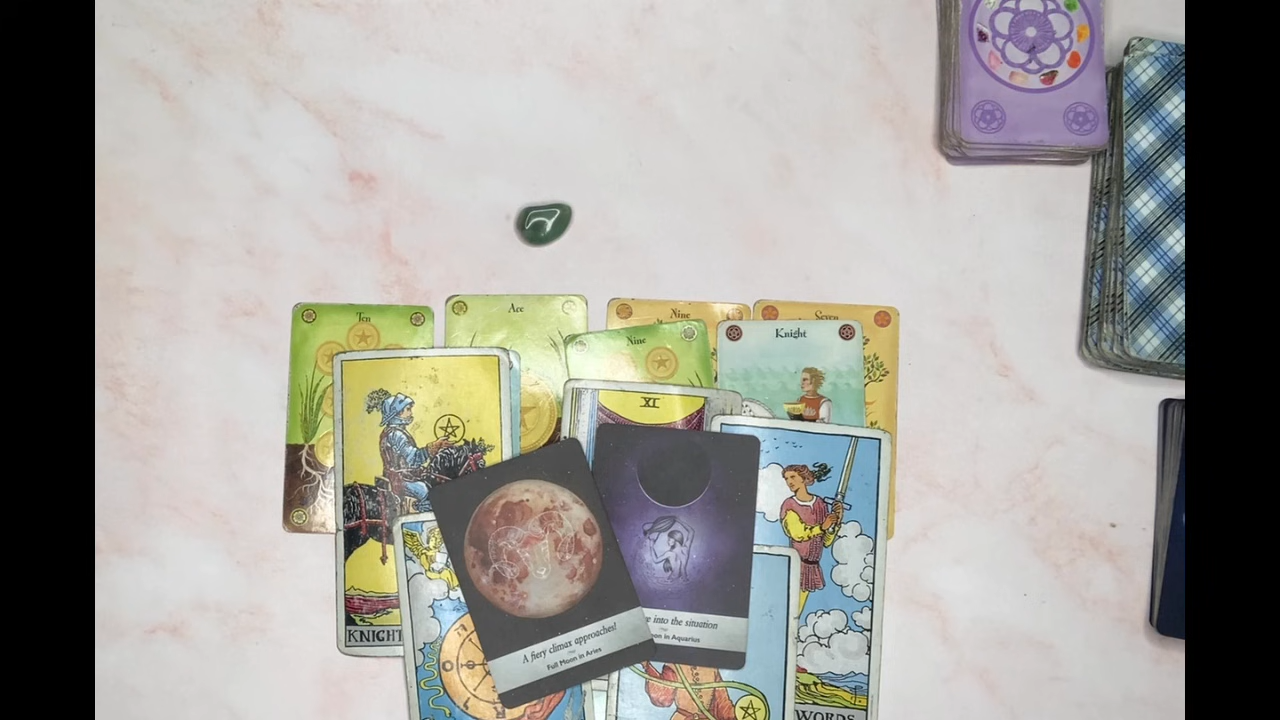 Ten
Ace
Nine
Seven
Nine
Knight
XI
KNIGHT
A fiery climax approaches!
Full Moon in Aries
into the situation
in Aquarius
WORDS